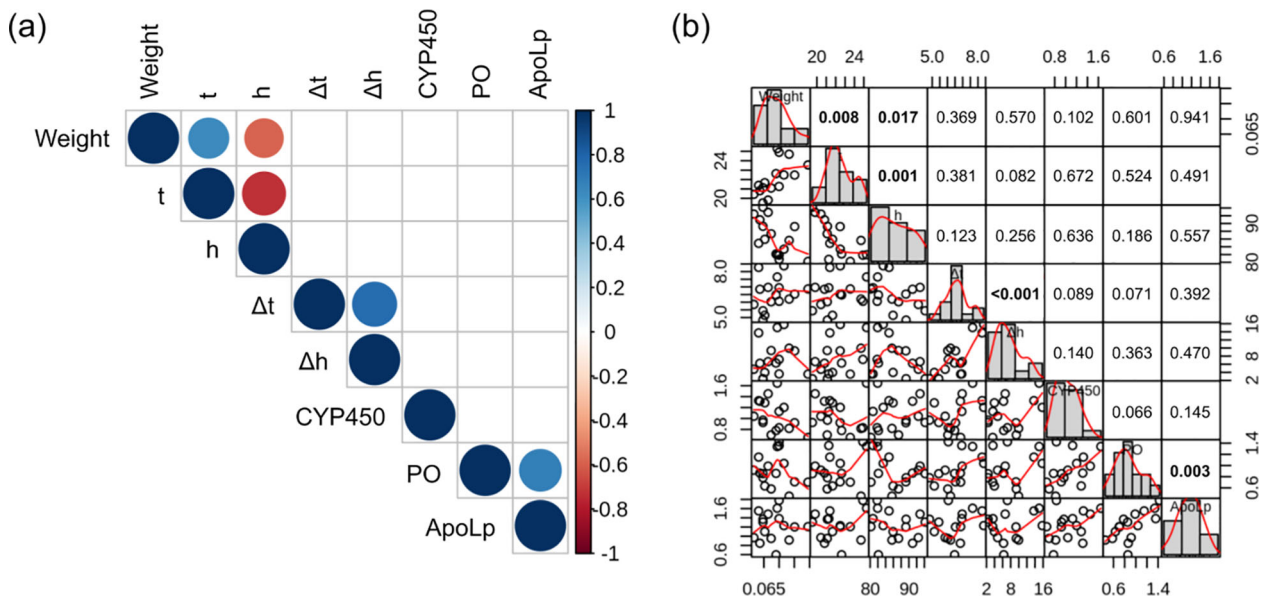 (a)
Weight t h Δt Δh CYP450 PO ApoLp
Weight
t
h
Δt
Δh
CYP450
PO
ApoLp
1
0.8
0.6
0.4
0.2
0
-0.2
-0.4
-0.6
-0.8
-1
(b)
20 24 5.0 8.0 0.8 1.6 0.6 1.6
Weight 0.008 0.017 0.369 0.570 0.102 0.601 0.941 0.065
20 24 0.001 0.381 0.082 0.672 0.524 0.491
h 0.123 0.256 0.636 0.186 0.557 80 90
5.0 8.0 <0.001 0.089 0.071 0.392
Δh 0.140 0.363 0.470 2 8 16
0.8 1.6 CYP450 0.066 0.145
PO 0.003 0.6 1.4
0.6 1.6 ApoLp
0.065 80 90 2 8 16 0.6 1.4